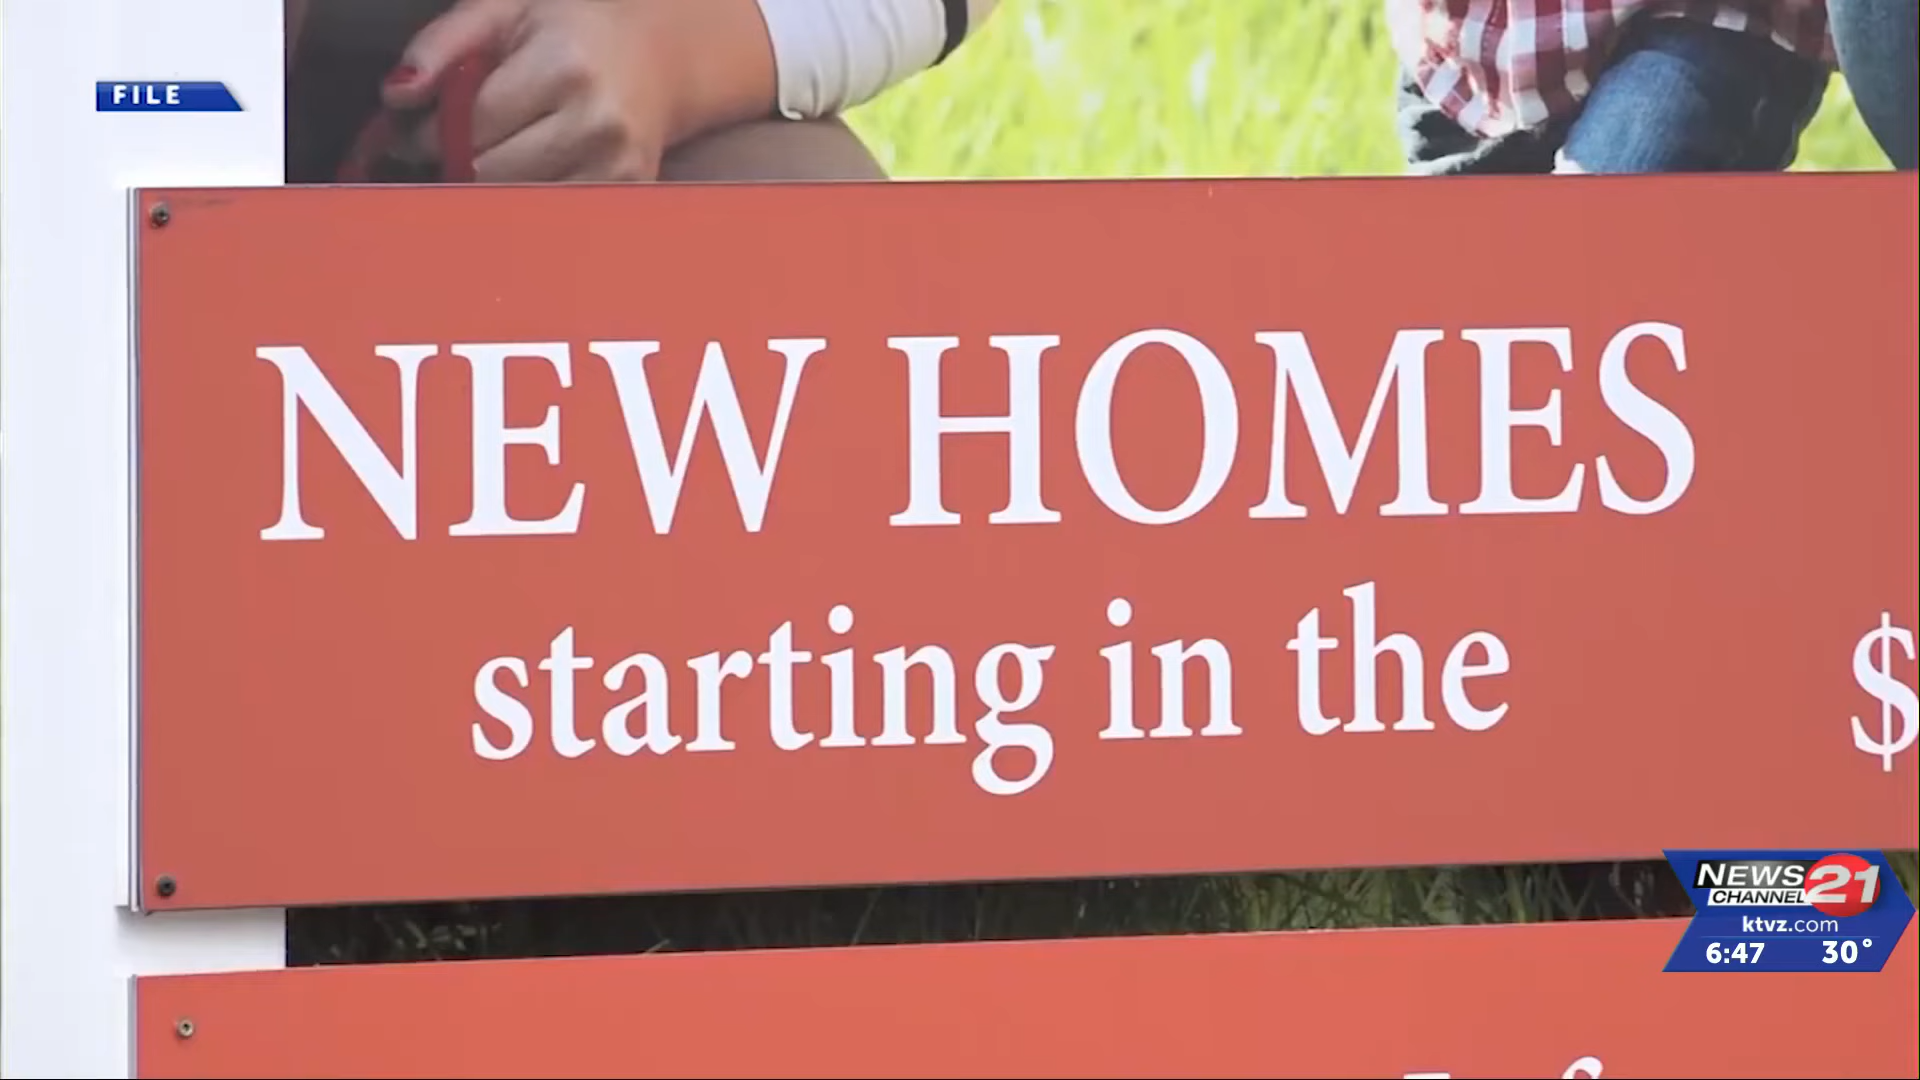 FILE
NEW HOMES
starting in the $
NEWS
CHANNEL 21
ktvz.com
6:47 30°